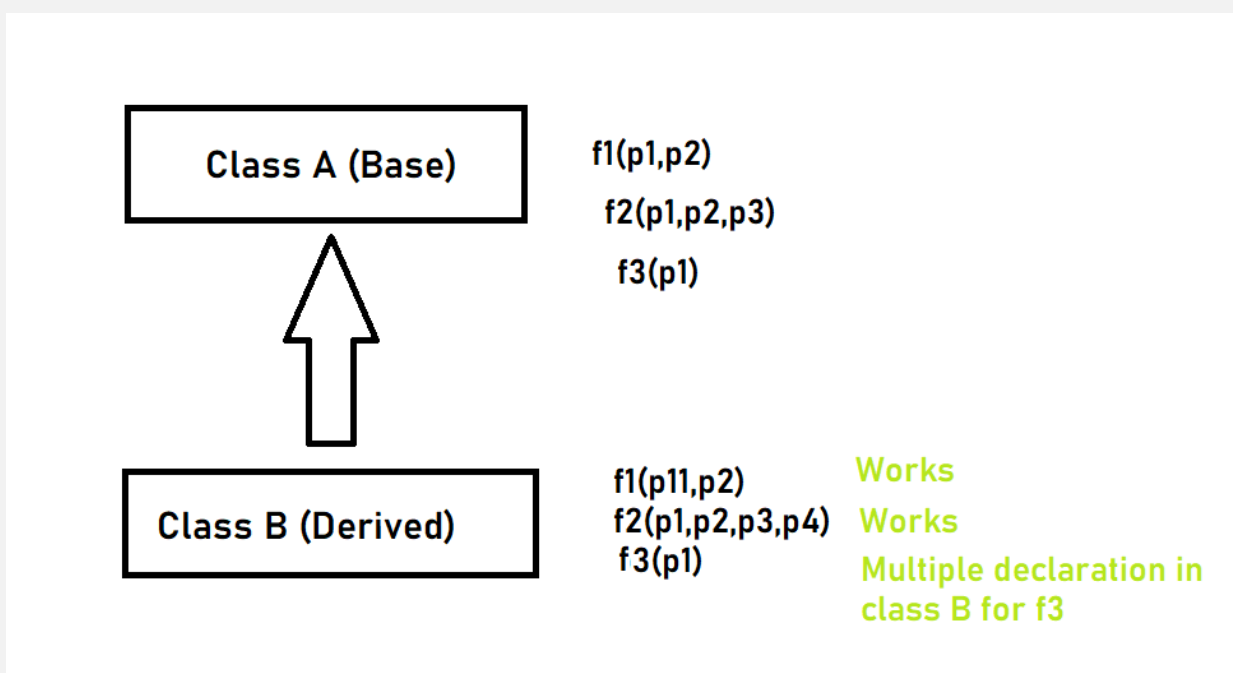 Class A (Base)
f1(p1,p2)
f2(p1,p2,p3)
f3(p1)
Class B (Derived)
f1(p11,p2)
Works
f2(p1,p2,p3,p4)
Works
f3(p1)
Multiple declaration in
class B for f3